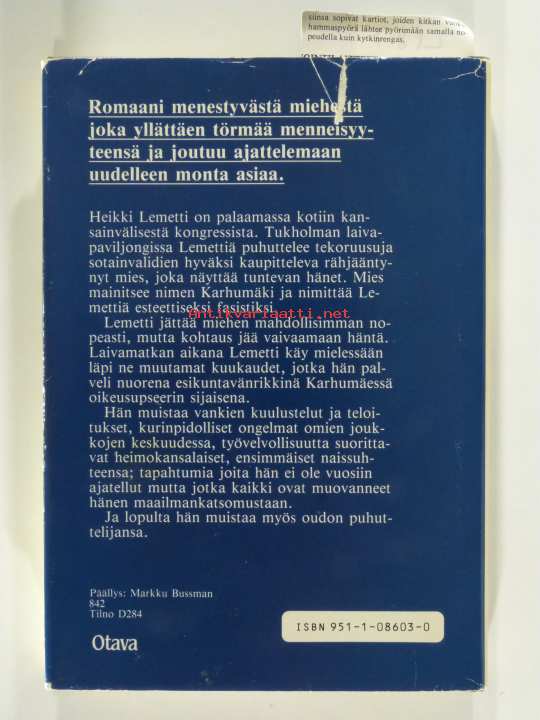 siinsa sopivat kartiot, joiden kitkan
hammaspyörä lähtee pyörimään samalla no
peudella kuin kytkinrengas.
Romaani menestyvästä miehestä
joka yllättäen törmää menneisyy-
teensä ja joutuu ajattelemaan
uudelleen monta asiaa.
Heikki Lemetti on palaamassa kotiin kan-
sainvälisestä kongressista. Tukholman laiva-
paviljongissa Lemettiä puhuttelee tekoruusuja
sotainvalidien hyväksi kaupitteleva rähjäänty-
nyt mies, joka näyttää tuntevan hänet. Mies
mainitsee nimen Karhumäki ja nimittää Le-
mettiä esteettiseksi fasistiksi.
Antikvariaatti.net
Lemetti jättää miehen mahdollisimman no-
peasti, mutta kohtaus jää vaivaamaan häntä.
Laivamatkan aikana Lemetti käy mielessään
läpi ne muutamat kuukaudet, jotka hän pal-
veli nuorena esikuntavänrikkinä Karhumäessä
oikeusupseerin sijaisena.
Hän muistaa vankien kuulustelut ja teloi-
tukset, kurinpidolliset ongelmat omien jouk-
kojen keskuudessa, työvelvollisuutta suoritta-
vat heimokansalaiset, ensimmäiset naissuh-
teensa; tapahtumia joita hän ei ole vuosiin
ajatellut mutta jotka kaikki ovat muovanneet
hänen maailmankatsomustaan.
Ja lopulta hän muistaa myös oudon puhut-
telijansa.
Päällys: Markku Bussman
842
Tilno D284
Otava
ISBN 951-1-08603-0